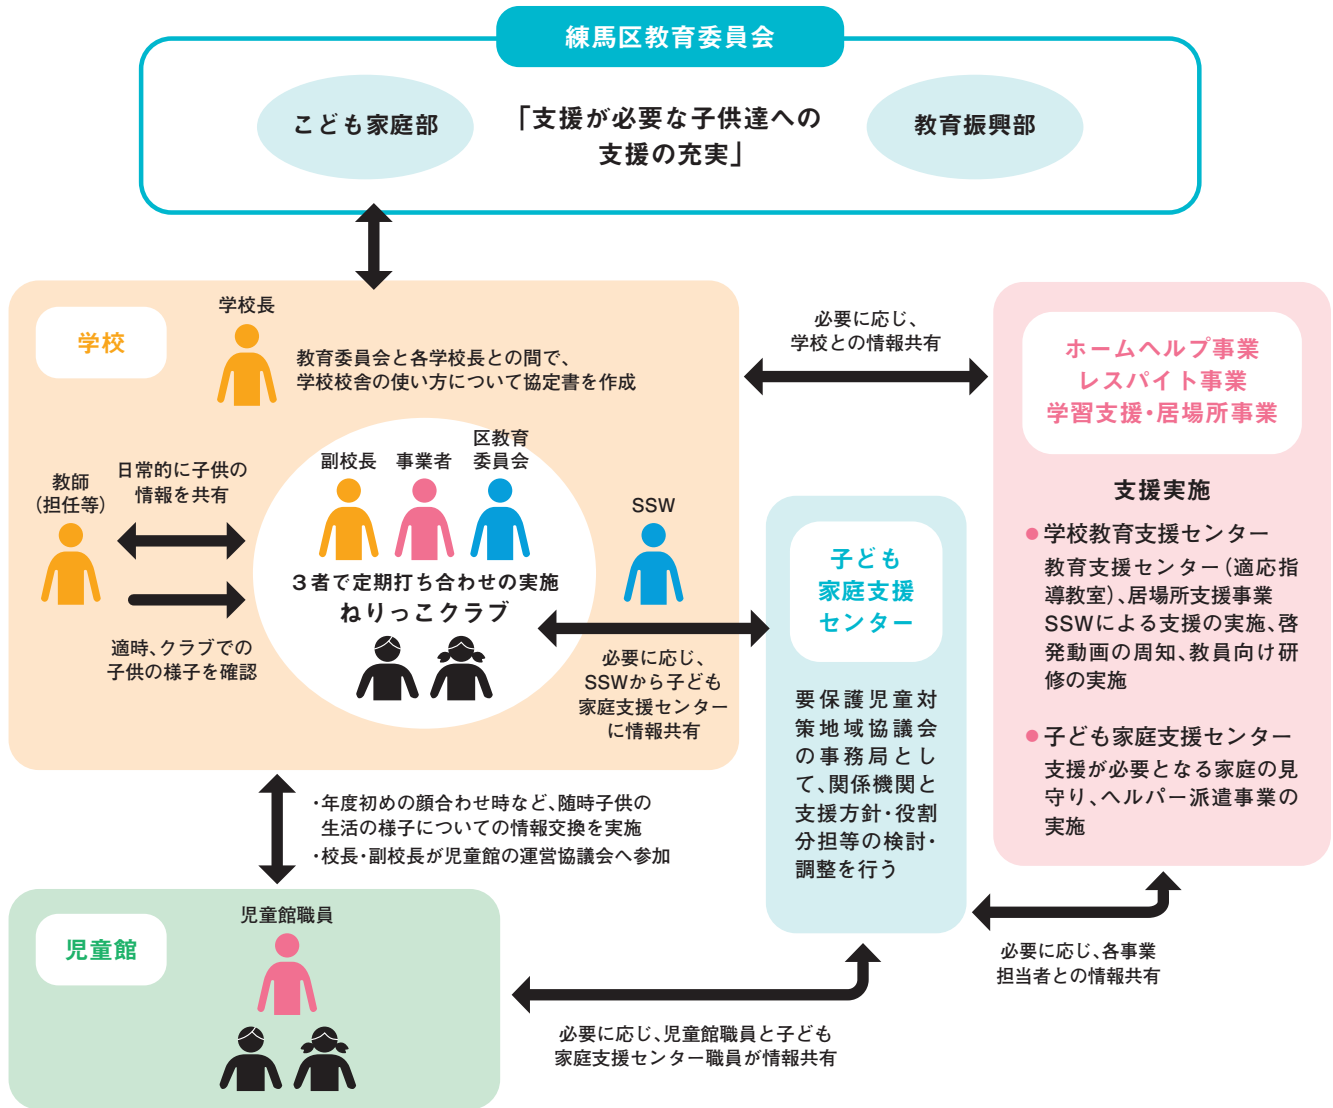 練馬区教育委員会
こども家庭部
「支援が必要な子供達への
支援の充実」
教育振興部
学校
学校長
教育委員会と各学校長との間で、
学校校舎の使い方について協定書を作成
教師
(担任等)
日常的に子供の
情報を共有
適時、クラブでの
子供の様子を確認
副校長
事業者
区教育
委員会
3者で定期打ち合わせの実施
ねりっこクラブ
SSW
必要に応じ、
SSWから子ども
家庭支援センター
に情報共有
必要に応じ、
学校との情報共有
子ども
家庭支援
センター
要保護児童対
策地域協議会
の事務局とし
て、関係機関と
支援方針・役割
分担等の検討・
調整を行う
ホームヘルプ事業
レスパイト事業
学習支援・居場所事業
支援実施
●学校教育支援センター
教育支援センター(適応指
導教室)、居場所支援事業
SSWによる支援の実施、啓
発動画の周知、教員向け研
修の実施
●子ども家庭支援センター
支援が必要となる家庭の見
守り、ヘルパー派遣事業の
実施
・年度初めの顔合わせ時など、随時子供の
生活の様子についての情報交換を実施
・校長・副校長が児童館の運営協議会へ参加
児童館
児童館職員
必要に応じ、児童館職員と子ども
家庭支援センター職員が情報共有
必要に応じ、各事業
担当者との情報共有